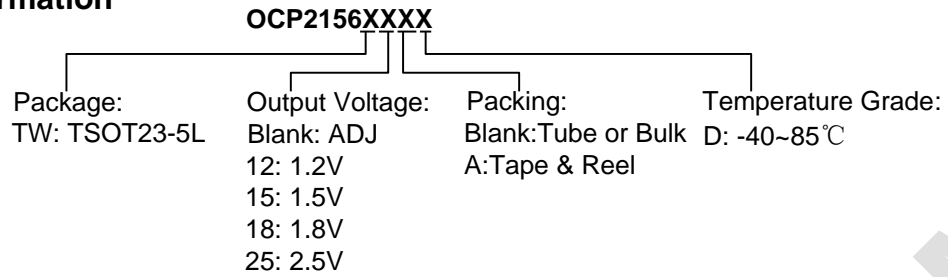 OCP2156XXXX
Package:
TW: TSOT23-5L
Output Voltage:
Blank: ADJ
12: 1.2V
15: 1.5V
18: 1.8V
25: 2.5V
Packing:
Blank:Tube or Bulk
A:Tape & Reel
Temperature Grade:
D: -40~85℃